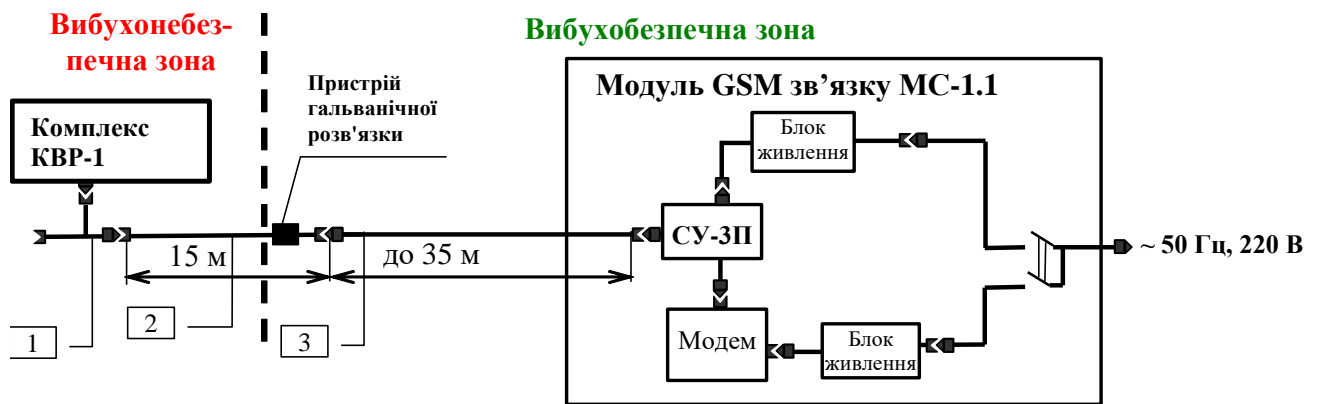 Вибухонебез-
печна зона
Вибухобезпечна зона
Пристрій
гальванічної
розв'язки
Модуль GSM зв’язку МС-1.1
Комплекс
КВР-1
Блок
живлення
СУ-3П
~ 50 Гц, 220 В
15 м
до 35 м
1
2
3
Модем
Блок
живлення